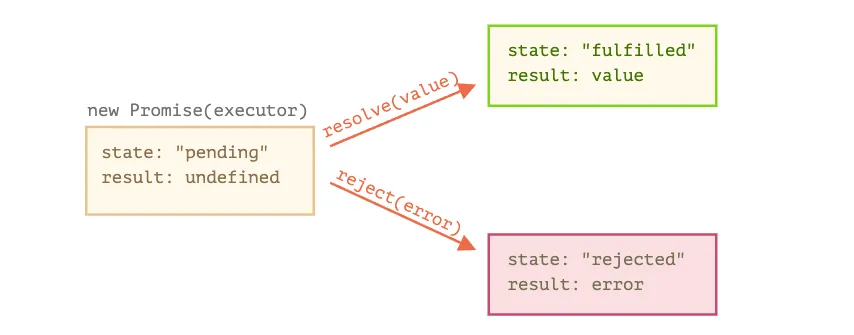 new Promise(executor)
state: "pending"
result: undefined
resolve(value)
reject(error)
state: "fulfilled"
result: value
state: "rejected"
result: error